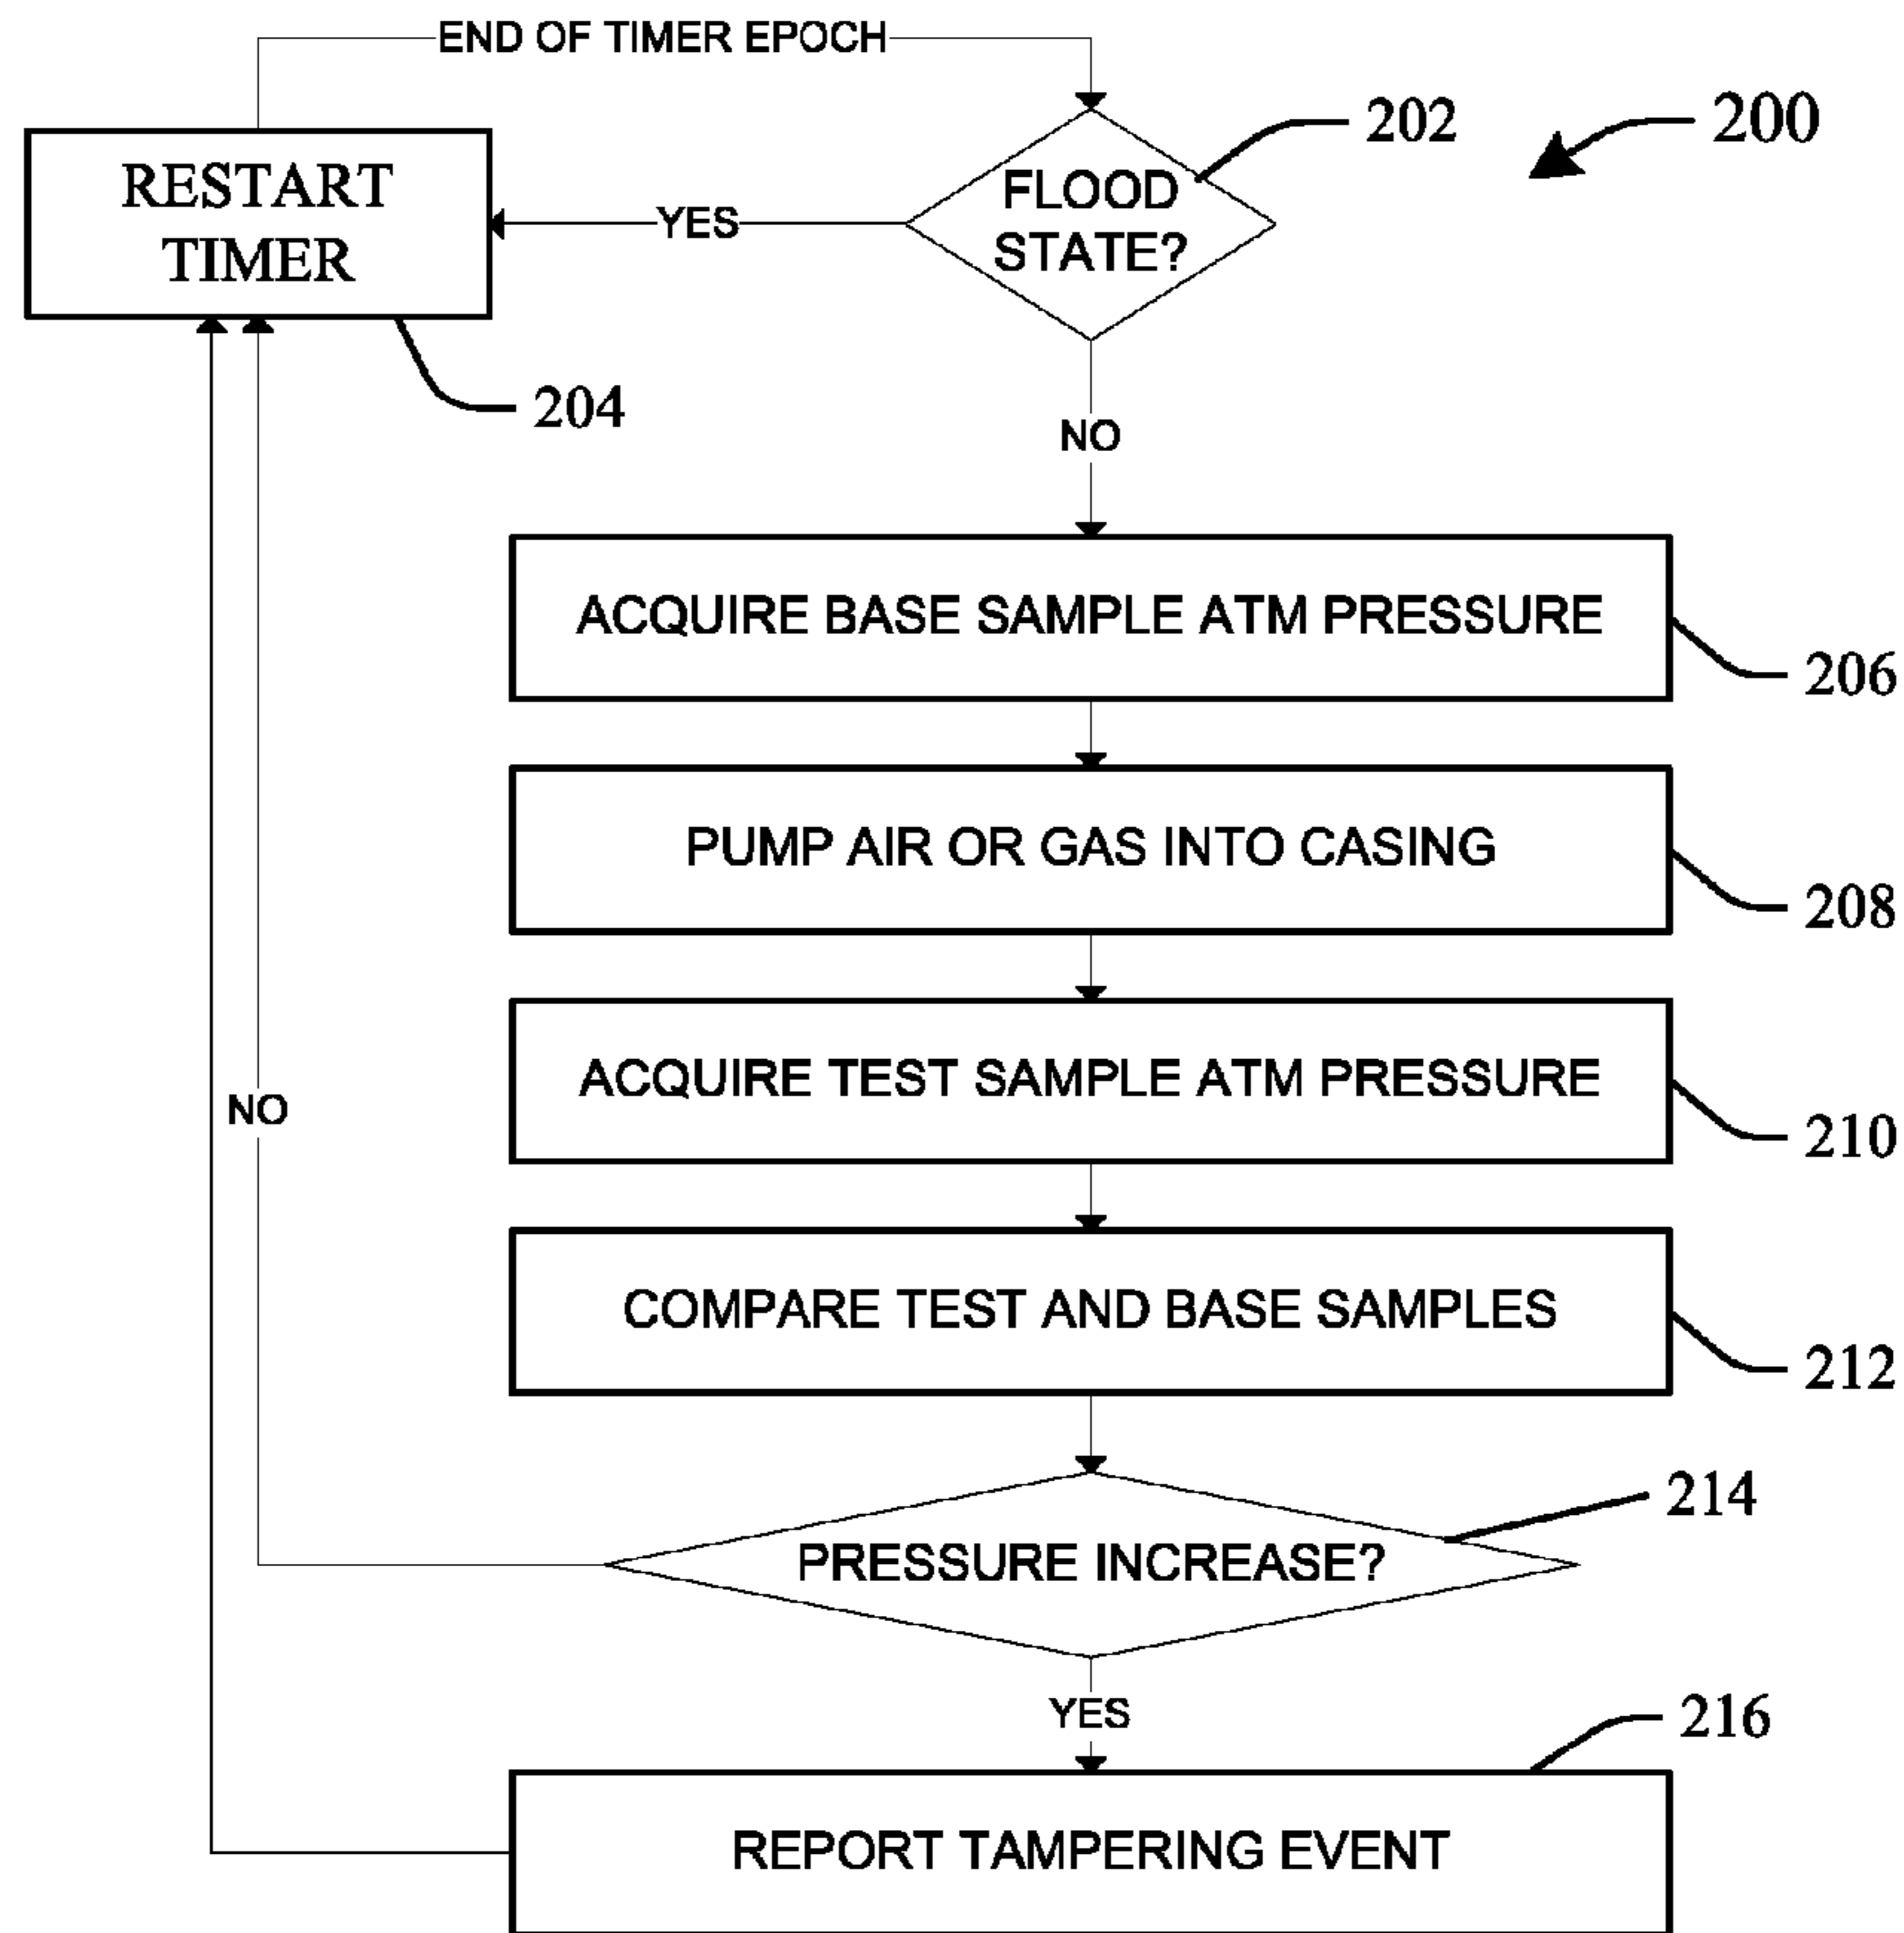 END OF TIMER EPOCH
202
200
RESTART
TIMER
FLOOD
STATE?
YES
204
NO
ACQUIRE BASE SAMPLE ATM PRESSURE
206
PUMP AIR OR GAS INTO CASING
208
ACQUIRE TEST SAMPLE ATM PRESSURE
NO
210
COMPARE TEST AND BASE SAMPLES
212
214
PRESSURE INCREASE?
YES
216
REPORT TAMPERING EVENT